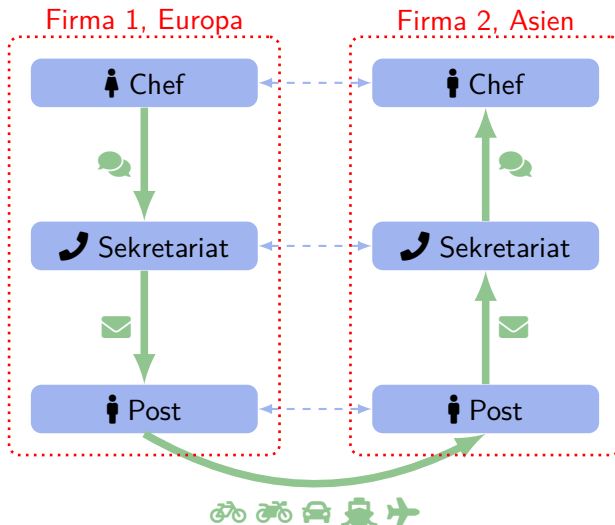 Firma 1, Europa
Firma 2, Asien
Chef
Chef
Sekretariat
Sekretariat
Post
Post